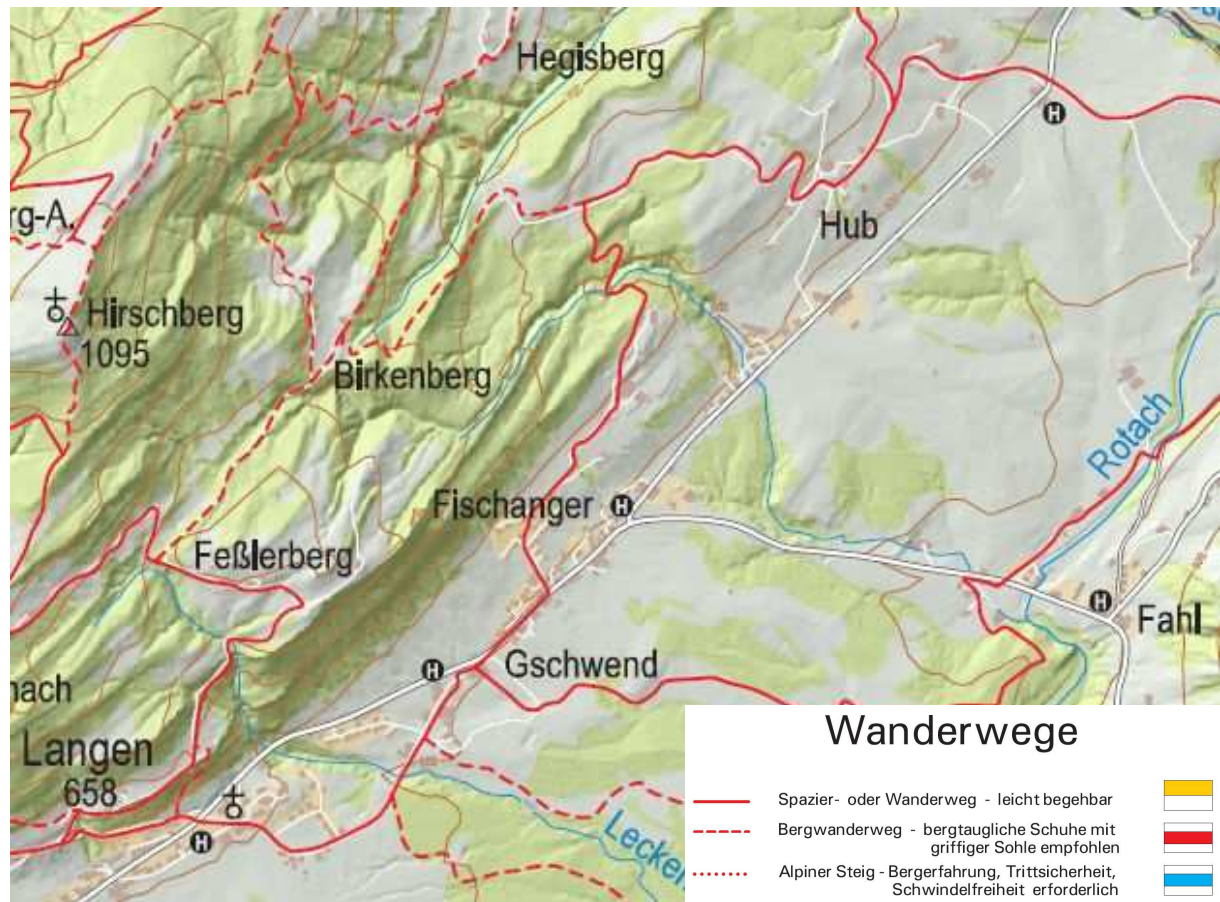 Hegisberg
rg-A.
Hub
Hirschberg
1095
Birkenberg
Rotach
Fischanger
H
H
Feßlerberg
H
Fahl
H
Gschwend
nach
Langen
658
H
Lecken
Wanderwege
Spazier- oder Wanderweg - leicht begehbar
Bergwanderweg - bergtaugliche Schuhe mit
griffiger Sohle empfohlen
Alpiner Steig - Bergerfahrung, Trittsicherheit,
Schwindelfreiheit erforderlich